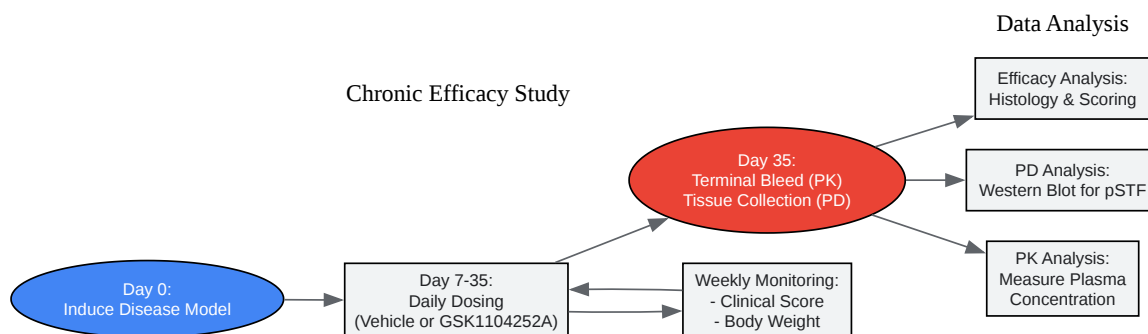 Data Analysis
Chronic Efficacy Study
Efficacy Analysis:
Histology & Scoring
Day 35:
Terminal Bleed (PK)
Tissue Collection (PD)
PD Analysis:
Western Blot for pSTF
Day 0:
Induce Disease Model
Day 7-35:
Daily Dosing
(Vehicle or GSK1104252A)
Weekly Monitoring:
- Clinical Score
- Body Weight
PK Analysis:
Measure Plasma
Concentration